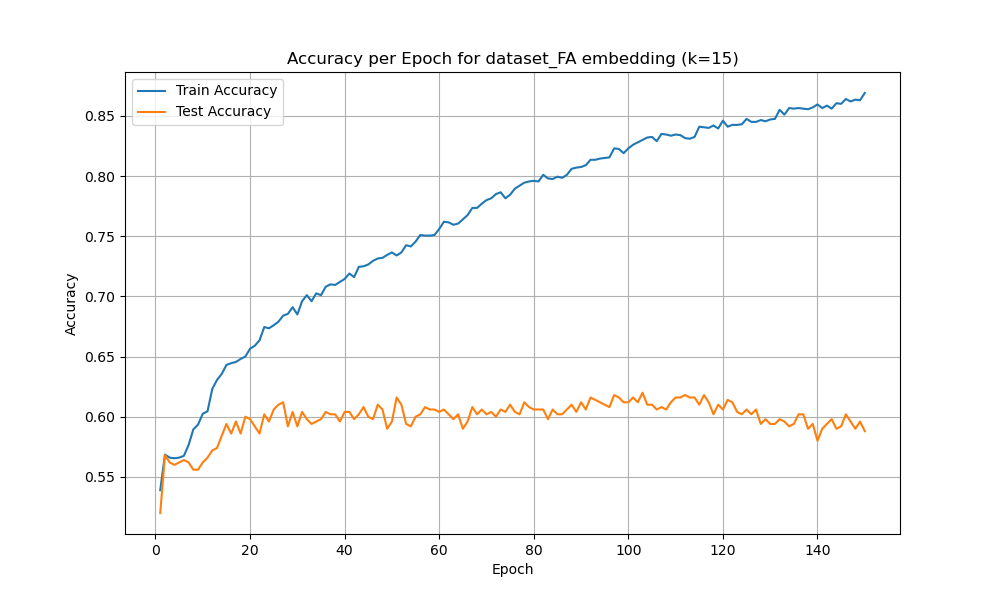 Accuracy per Epoch for dataset_FA embedding (k=15)
Train Accuracy
Test Accuracy
0.85
0.80
0.75
0.70
0.65
0.60
0.55
Accuracy
0 20 40 60 80 100 120 140
Epoch